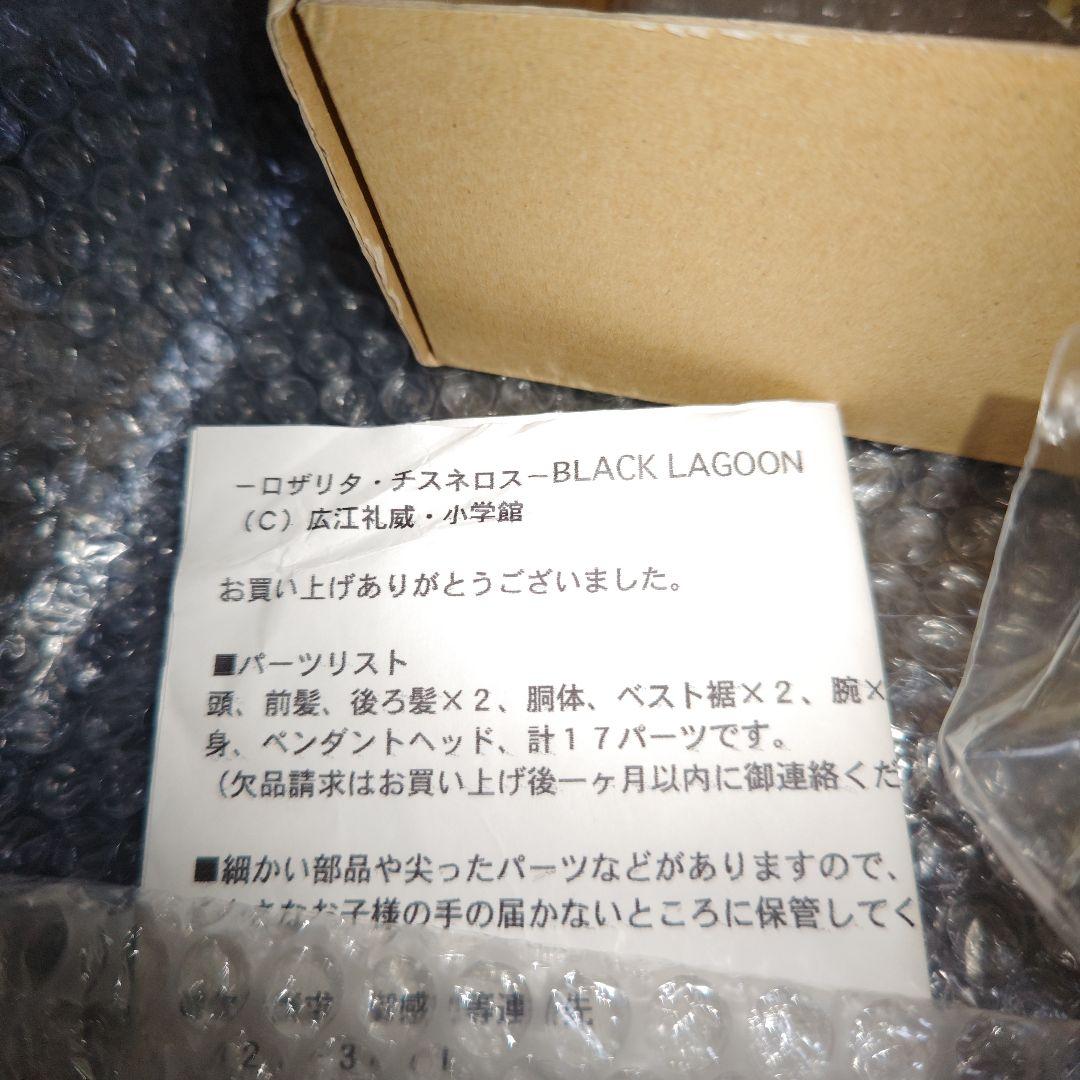 －ロザリタ・チスネロス－BLACK LAGOON
（C）広江礼威・小学館
お買い上げありがとうございました。
■パーツリスト
頭、前髪、後ろ髪×２、胴体、ベスト裾×２、腕×
身、ペンダントヘッド、計１７パーツです。
（欠品請求はお買い上げ後一ヶ月以内に御連絡くだ
■細かい部品や尖ったパーツなどがありますので、
小さなお子様の手の届かないところに保管してく